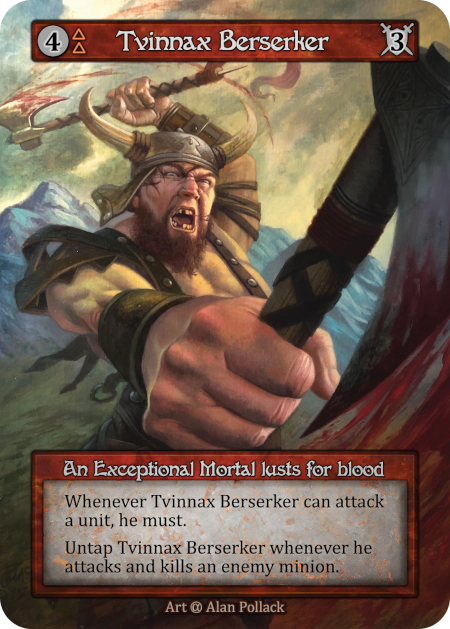 4 Tvinnax Berserker 3
An Exceptional Mortal lusts for blood
Whenever Tvinnax Berserker can attack
a unit, he must.
Untap Tvinnax Berserker whenever he
attacks and kills an enemy minion.
Art @ Alan Pollack